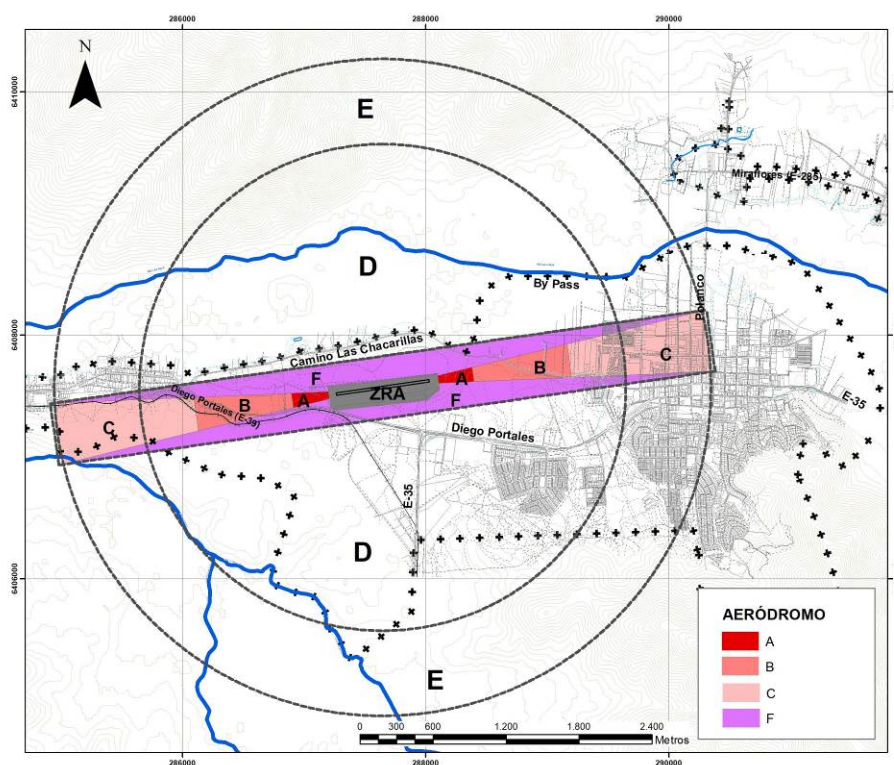 286000
288000
290000
N
6410000
E
Miraflores (E-285)
D
By Pass
Polanco
6408000
Camino Las Chacarillas
F
A
B
C
ZRA
A
F
B
Diego Portales (E-39)
C
E-35
Diego Portales
E-35
D
6406000
E
AERÓDROMO
A
B
C
F
0 300 600 1.200 1.800 2.400
Metros
286000
288000
290000